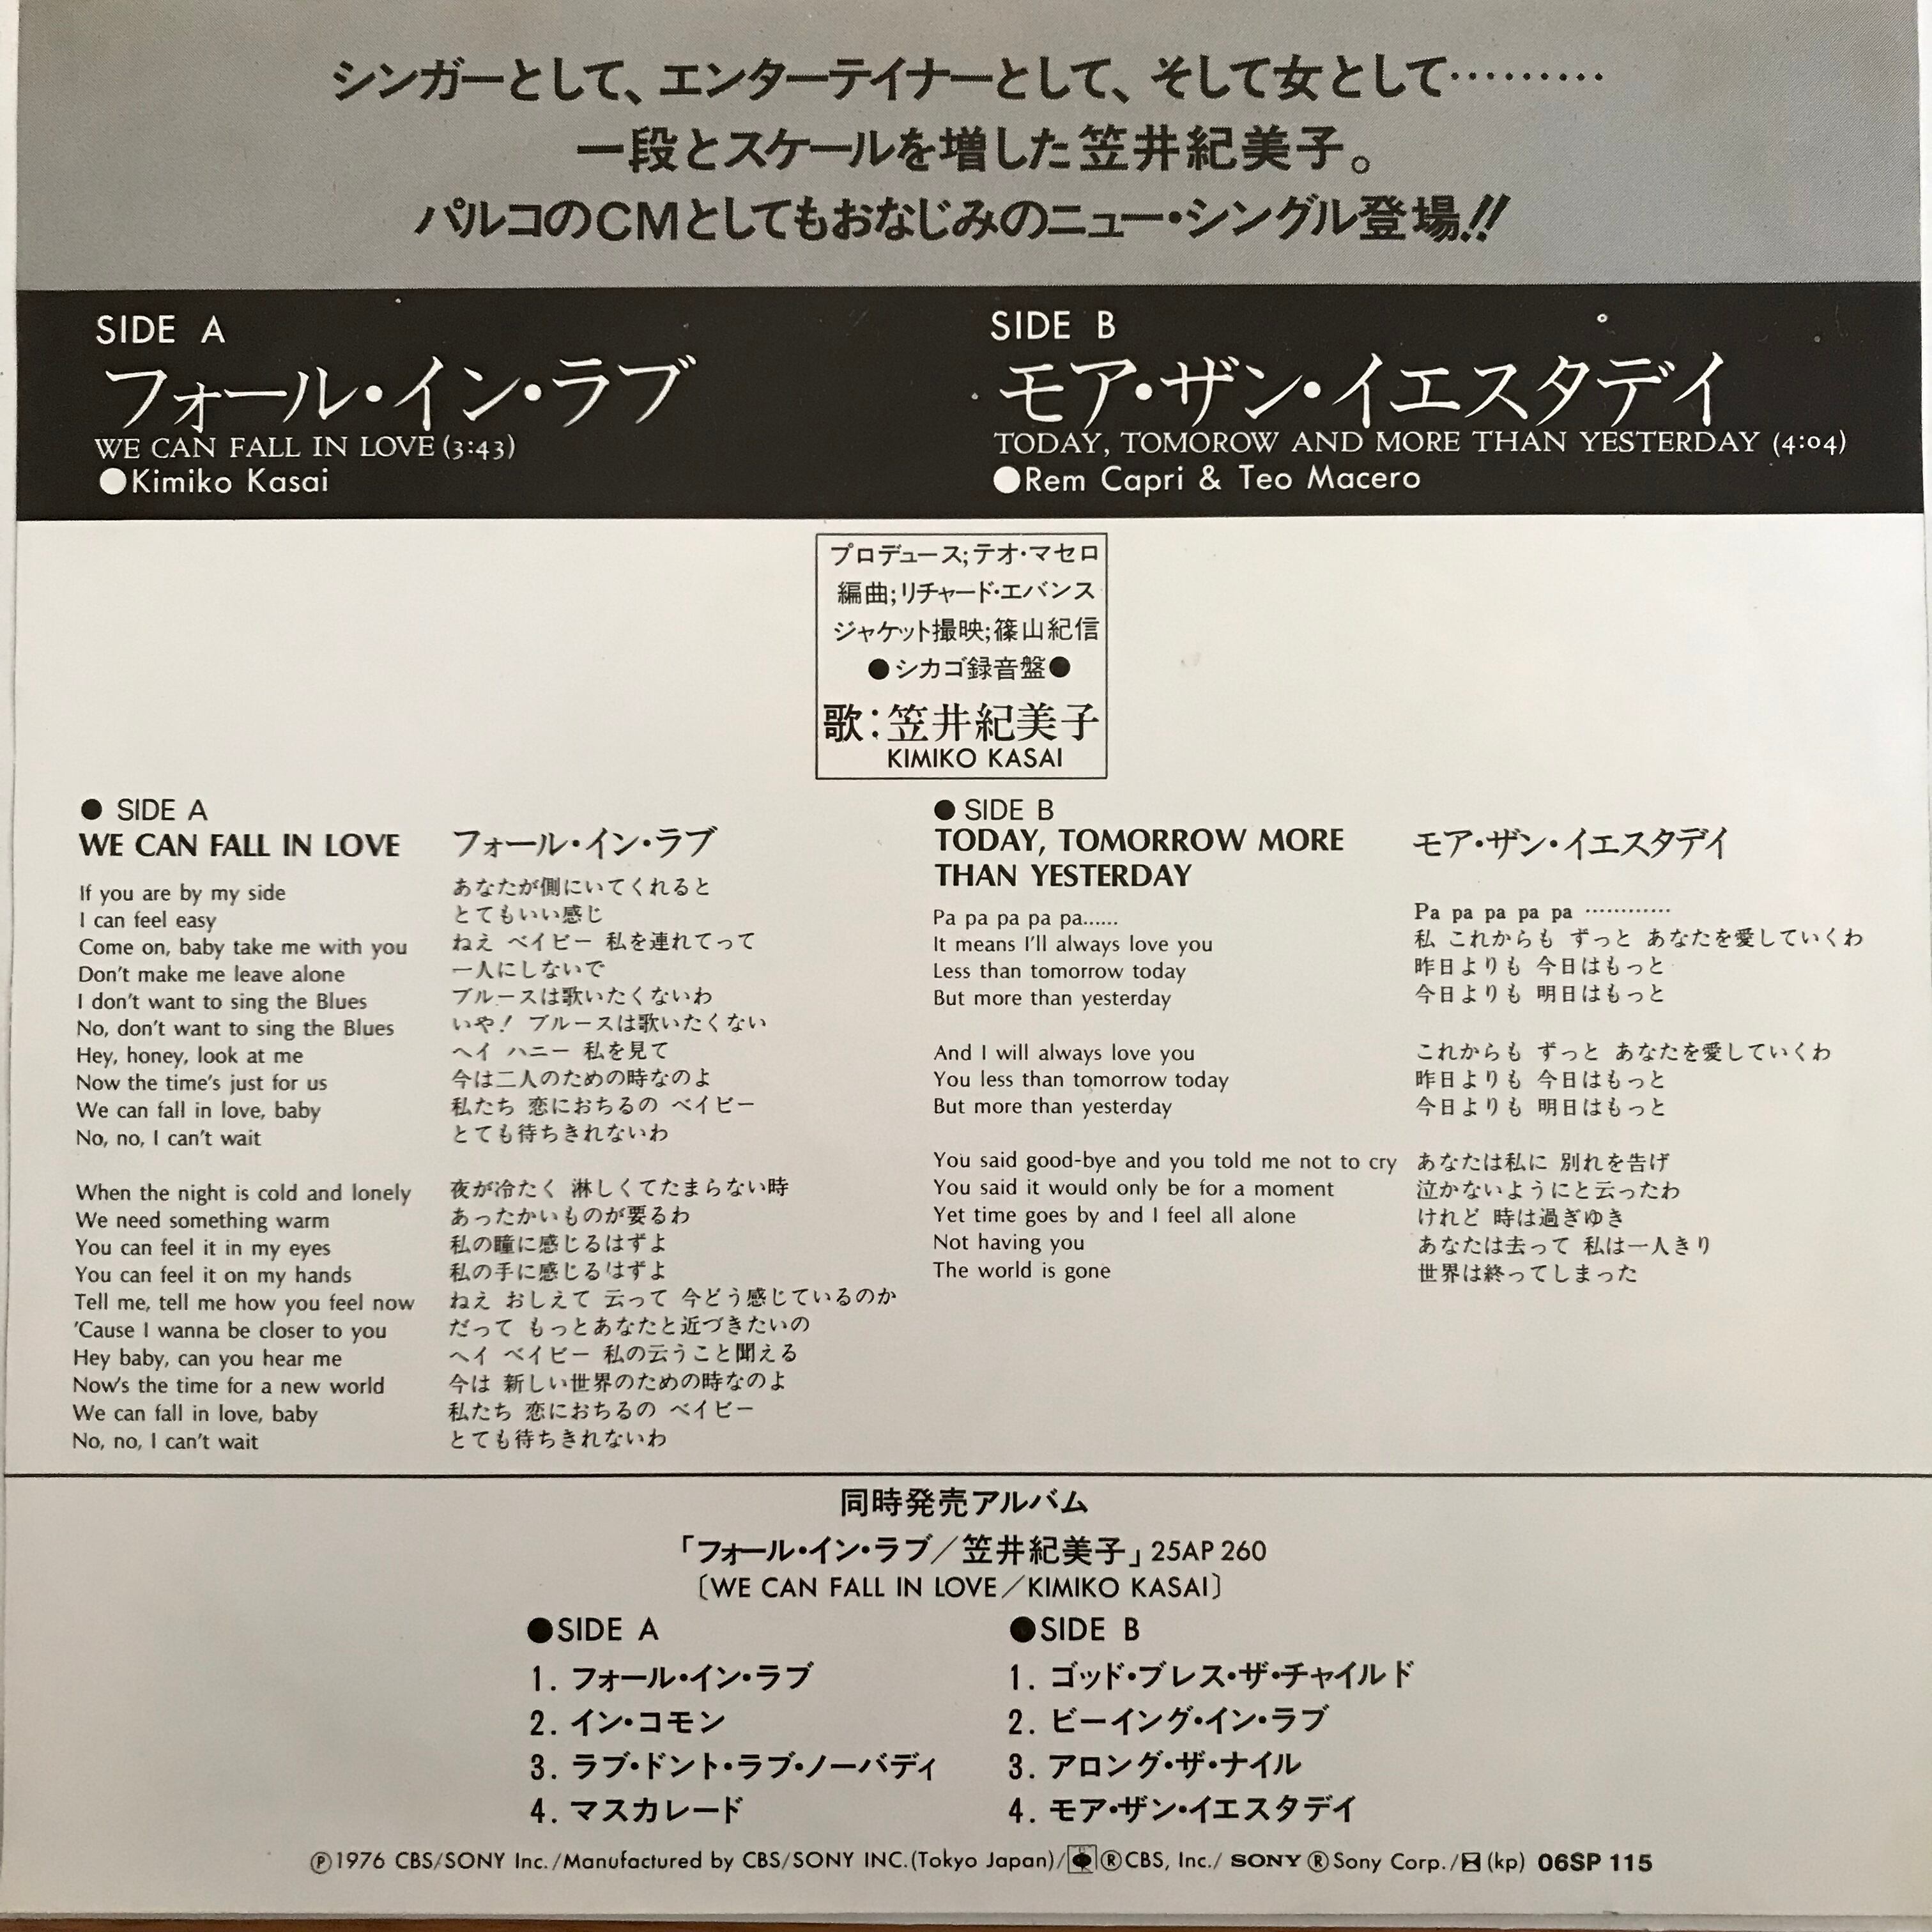 シンガーとして、エンターテイナーとして、そして女として………
一段とスケールを増した笠井紀美子。
パルコのCMとしてもおなじみのニュー・シングル登場!!
SIDE A
フォール・イン・ラブ
WE CAN FALL IN LOVE (3:43)
●Kimiko Kasai
SIDE B
モア・ザン・イエスタデイ
TODAY, TOMOROW AND MORE THAN YESTERDAY (4:04)
●Rem Capri & Teo Macero
プロデュース;テオ・マセロ
編曲;リチャード・エバンス
ジャケット撮映;篠山紀信
●シカゴ録音盤●
歌:笠井紀美子
KIMIKO KASAI
● SIDE A
WE CAN FALL IN LOVE
If you are by my side
I can feel easy
Come on, baby take me with you
Don't make me leave alone
I don't want to sing the Blues
No, don't want to sing the Blues
Hey, honey, look at me
Now the time's just for us
We can fall in love, baby
No, no, I can't wait
When the night is cold and lonely
We need something warm
You can feel it in my eyes
You can feel it on my hands
Tell me, tell me how you feel now
'Cause I wanna be closer to you
Hey baby, can you hear me
Now's the time for a new world
We can fall in love, baby
No, no, I can't wait
フォール・イン・ラブ
あなたが側にいてくれると
とてもいい感じ
ねえ ベイビー 私を連れてって
一人にしないで
ブルースは歌いたくないわ
いや! ブルースは歌いたくない
ヘイ ハニー 私を見て
今は二人のための時なのよ
私たち 恋におちるの ベイビー
とても待ちきれないわ
夜が冷たく 淋しくてたまらない時
あったかいものが要るわ
私の瞳に感じるはずよ
私の手に感じるはずよ
ねえ おしえて 云って 今どう感じているのか
だって もっとあなたと近づきたいの
ヘイ ベイビー 私の云うこと聞える
今は 新しい世界のための時なのよ
私たち 恋におちるの ベイビー
とても待ちきれないわ
● SIDE B
TODAY, TOMORROW MORE
THAN YESTERDAY
Pa pa pa pa pa......
It means I'll always love you
Less than tomorrow today
But more than yesterday
And I will always love you
You less than tomorrow today
But more than yesterday
You said good-bye and you told me not to cry
You said it would only be for a moment
Yet time goes by and I feel all alone
Not having you
The world is gone
モア・ザン・イエスタデイ
Pa pa pa pa pa …………
私 これからも ずっと あなたを愛していくわ
昨日よりも 今日はもっと
今日よりも 明日はもっと
これからも ずっと あなたを愛していくわ
昨日よりも 今日はもっと
今日よりも 明日はもっと
あなたは私に 別れを告げ
泣かないようにと云ったわ
けれど 時は過ぎゆき
あなたは去って 私は一人きり
世界は終ってしまった
同時発売アルバム
「フォール・イン・ラブ/笠井紀美子」25AP 260
〔WE CAN FALL IN LOVE/KIMIKO KASAI〕
●SIDE A
1. フォール・イン・ラブ
2. イン・コモン
3. ラブ・ドント・ラブ・ノーバディ
4. マスカレード
●SIDE B
1. ゴッド・ブレス・ザ・チャイルド
2. ビーイング・イン・ラブ
3. アロング・ザ・ナイル
4. モア・ザン・イエスタデイ
Ⓟ1976 CBS/SONY Inc./Manufactured by CBS/SONY INC.(Tokyo Japan)/®CBS, Inc./ SONY ®Sony Corp./(kp) 06SP 115